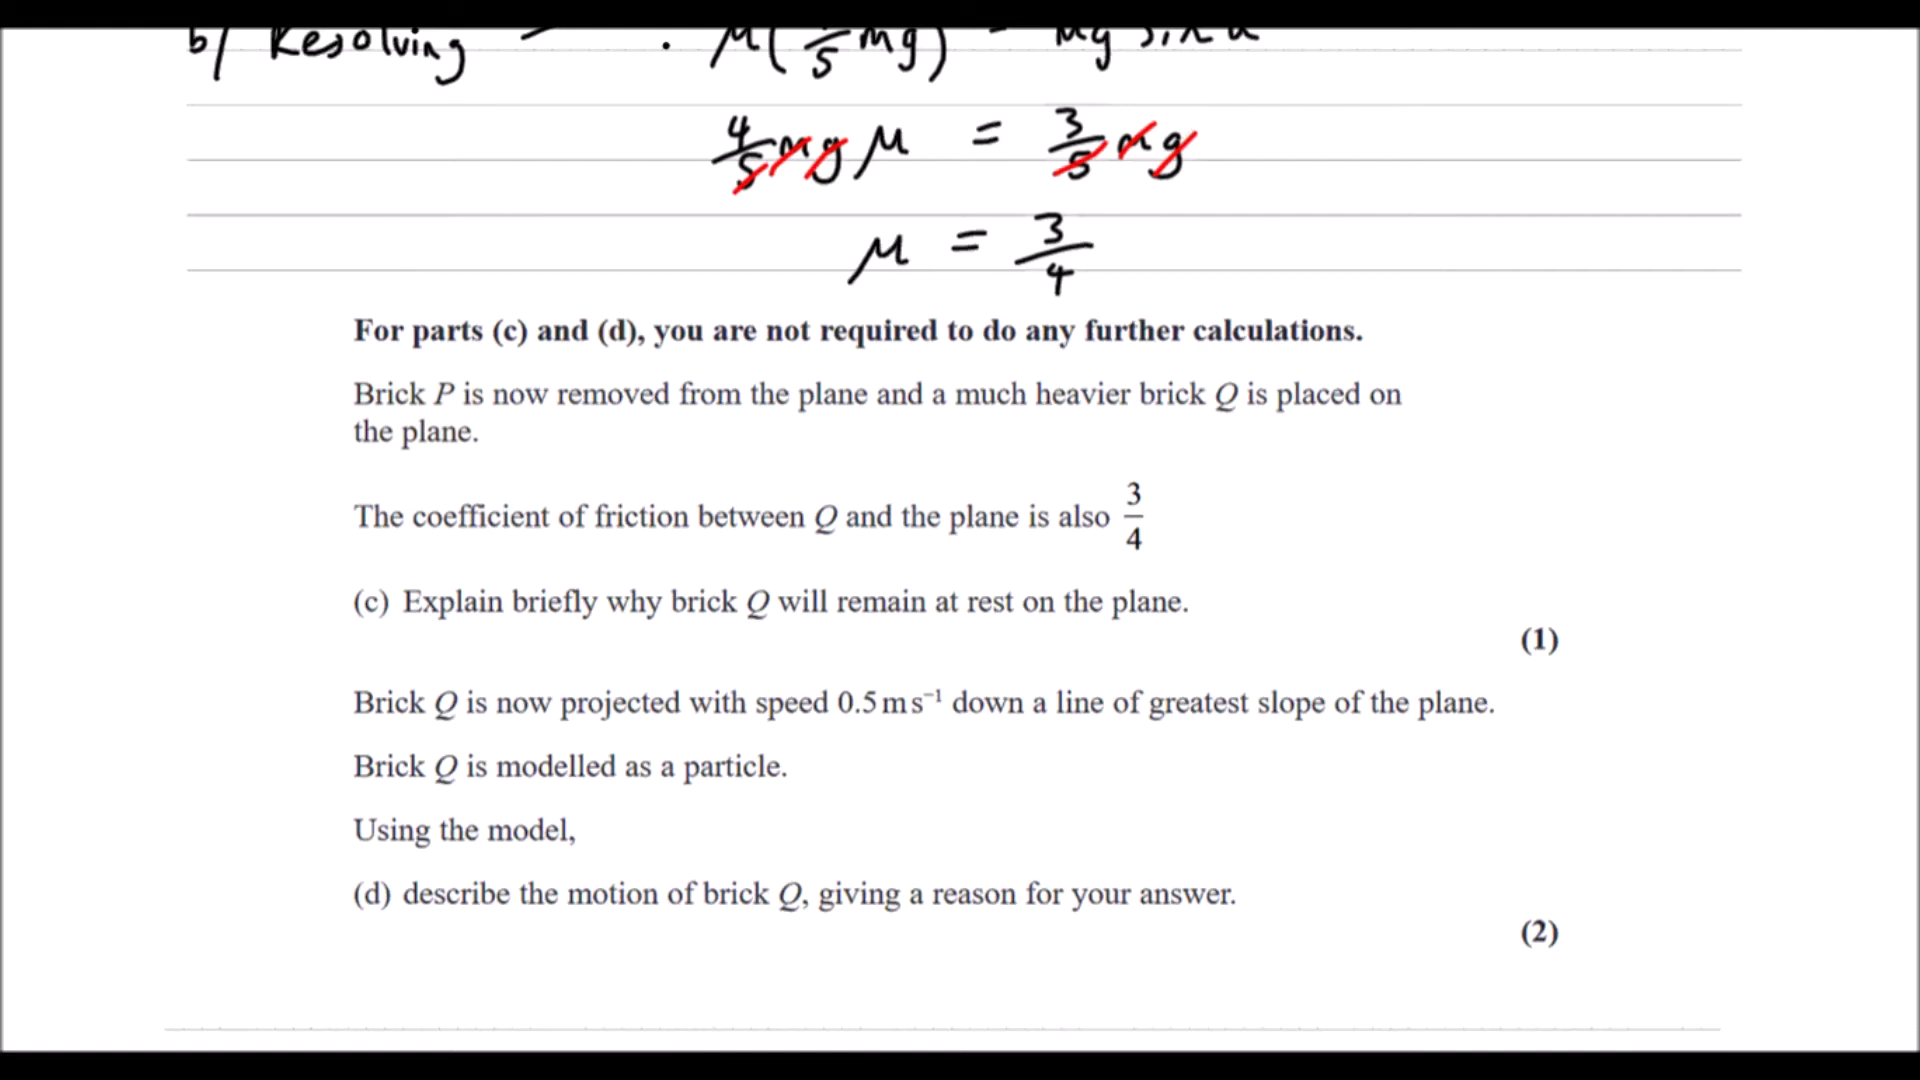 b) Resolving μ(_/5 mg) = mg sin α
4/5 mg μ = 3/5 mg
μ = 3/4
For parts (c) and (d), you are not required to do any further calculations.
Brick P is now removed from the plane and a much heavier brick Q is placed on
the plane.
The coefficient of friction between Q and the plane is also 3/4
(c) Explain briefly why brick Q will remain at rest on the plane.
(1)
Brick Q is now projected with speed 0.5 m s⁻¹ down a line of greatest slope of the plane.
Brick Q is modelled as a particle.
Using the model,
(d) describe the motion of brick Q, giving a reason for your answer.
(2)